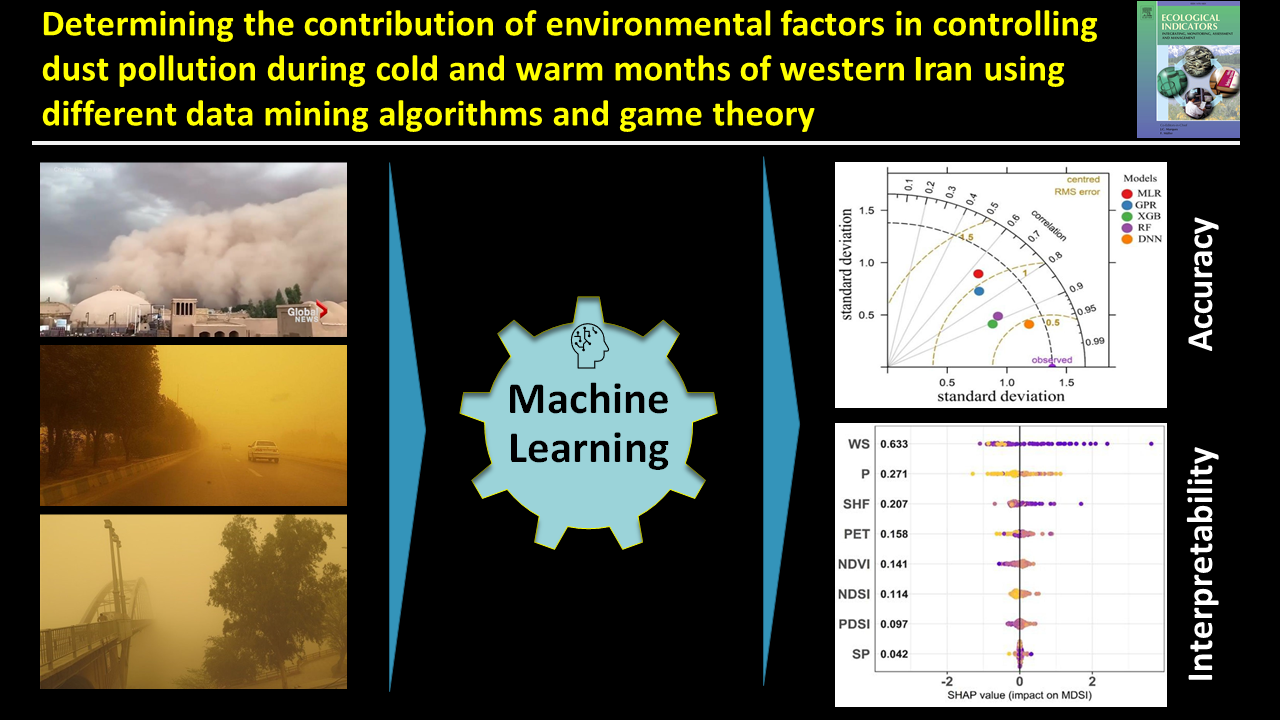 Determining the contribution of environmental factors in controlling
dust pollution during cold and warm months of western Iran using
different data mining algorithms and game theory
ECOLOGICAL
INDICATORS
Global
NEWS
Machine
Learning
centred
RMS error
Models
MLR
GPR
XGB
RF
DNN
0.1
0.2
0.3
0.4
0.5
0.6
0.7
0.8
0.9
0.95
0.99
correlation
1.5
1
0.5
observed
1.5
1.0
0.5
standard deviation
0.5
1.0
1.5
standard deviation
Accuracy
WS 0.633
P 0.271
SHF 0.207
PET 0.158
NDVI 0.141
NDSI 0.114
PDSI 0.097
SP 0.042
-2 0 2
SHAP value (impact on MDSI)
Interpretability